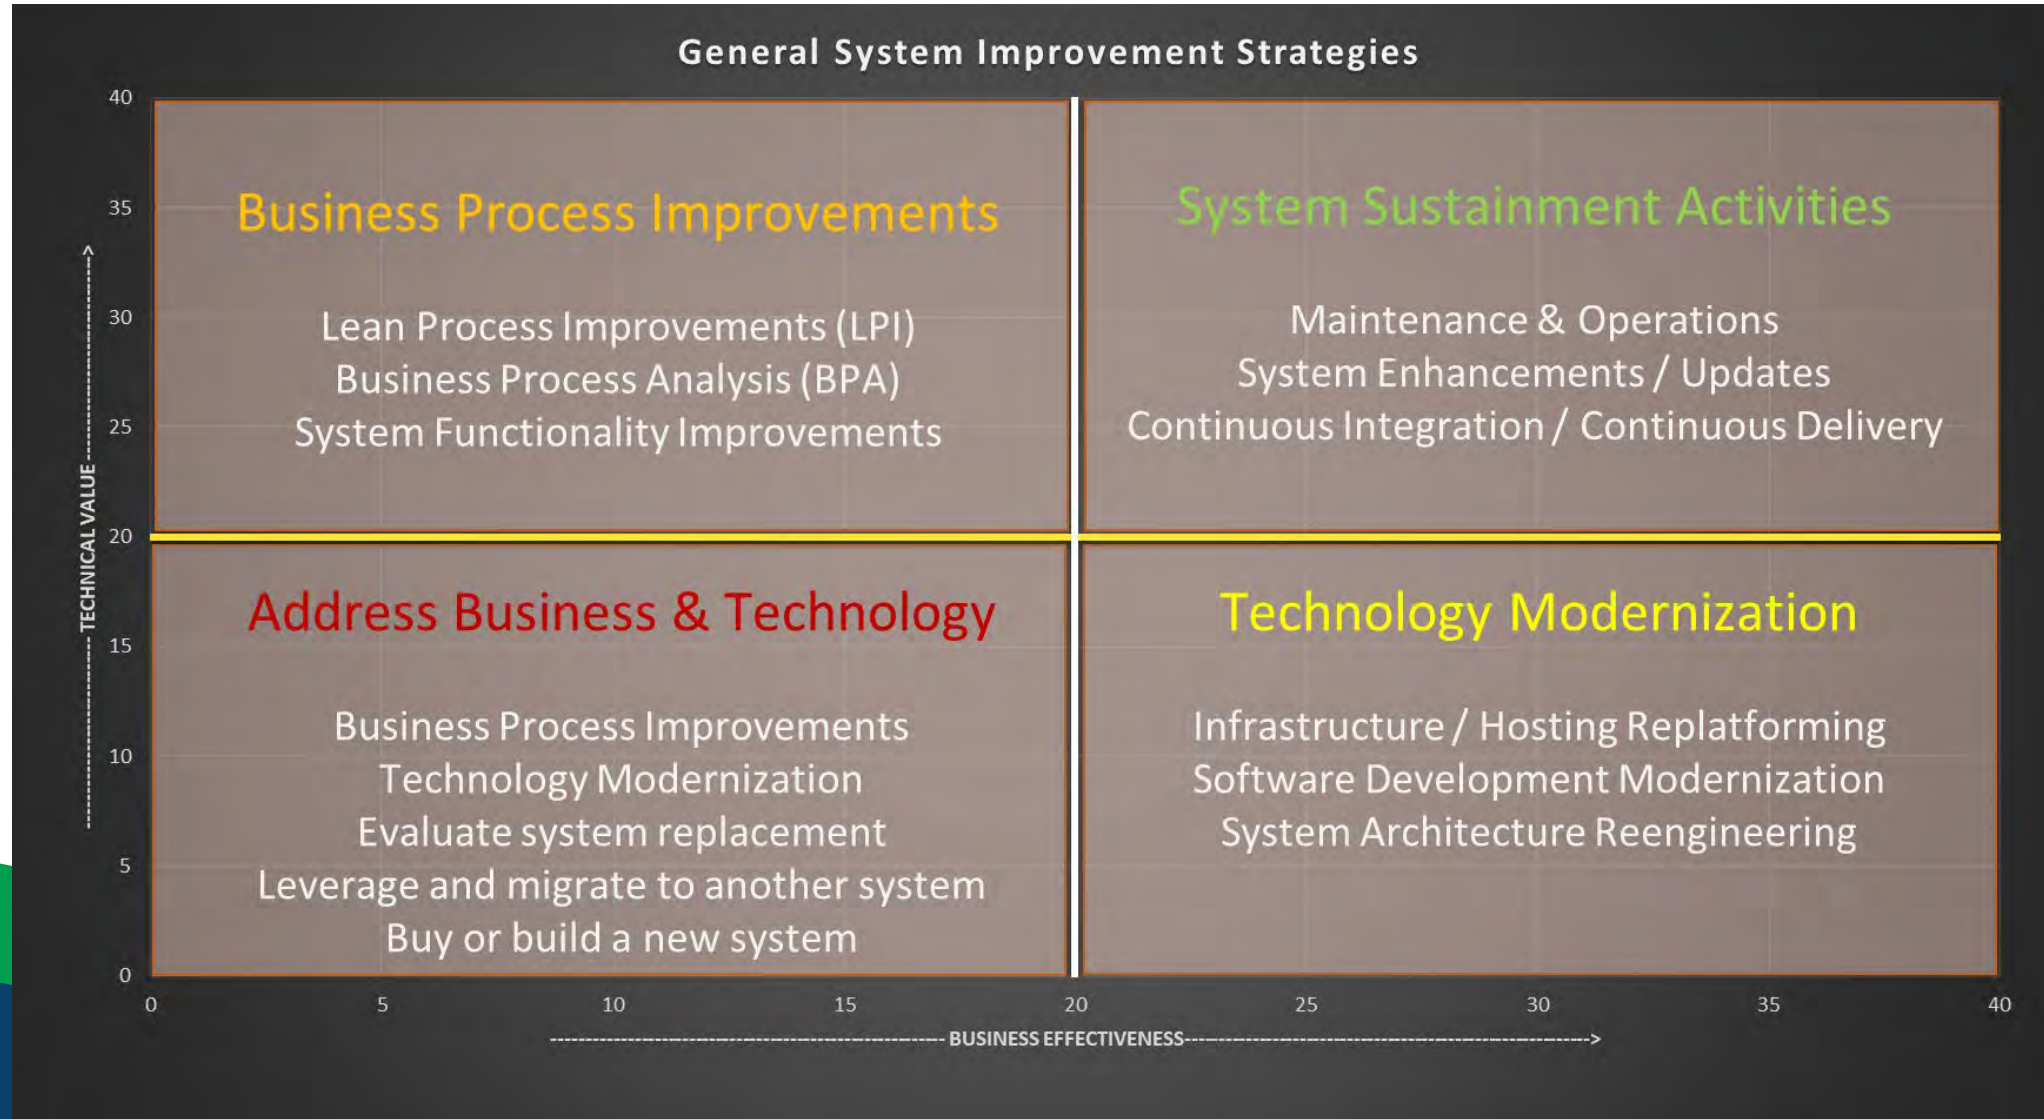 General System Improvement Strategies
40
35
30
25
20
15
10
5
0
---------- TECHNICAL VALUE ---------->
Business Process Improvements
Lean Process Improvements (LPI)
Business Process Analysis (BPA)
System Functionality Improvements
System Sustainment Activities
Maintenance & Operations
System Enhancements / Updates
Continuous Integration / Continuous Delivery
Address Business & Technology
Business Process Improvements
Technology Modernization
Evaluate system replacement
Leverage and migrate to another system
Buy or build a new system
Technology Modernization
Infrastructure / Hosting Replatforming
Software Development Modernization
System Architecture Reengineering
0 5 10 15 20 25 30 35 40
---------- BUSINESS EFFECTIVENESS---------->